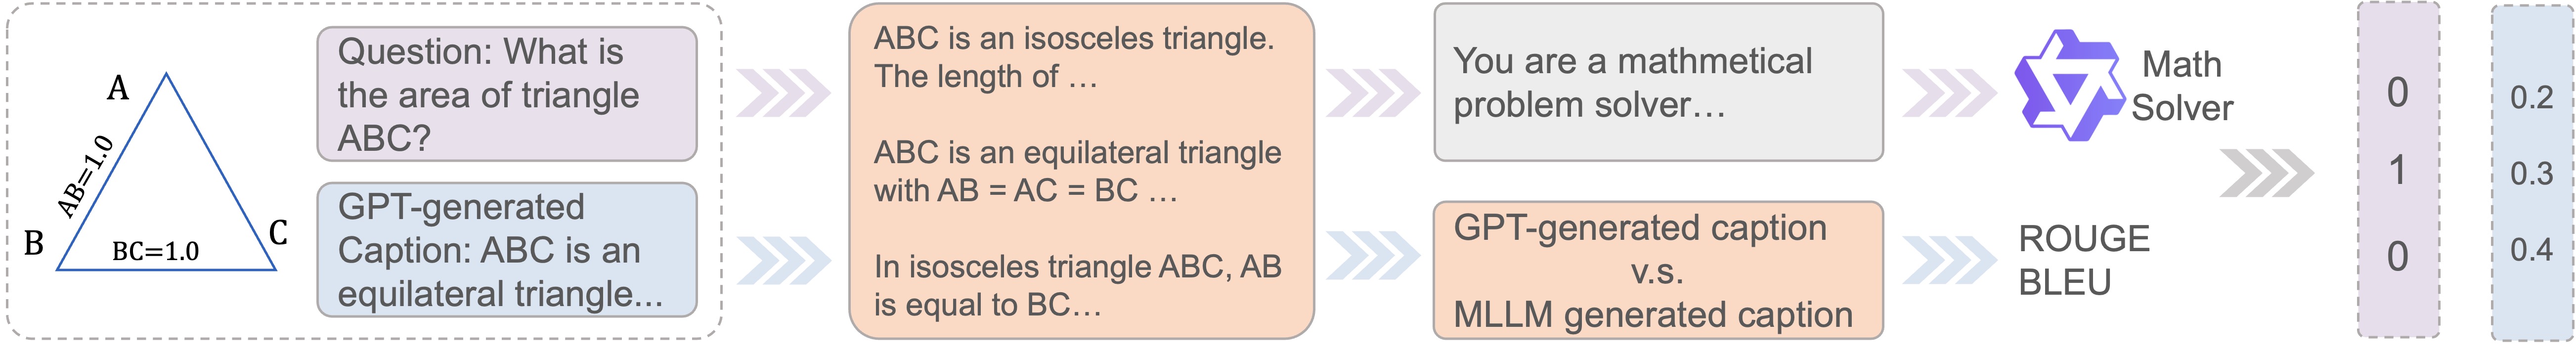 A
AB=1.0
B
BC=1.0
C
Question: What is
the area of triangle
ABC?
GPT-generated
Caption: ABC is an
equilateral triangle...
ABC is an isosceles triangle.
The length of …
ABC is an equilateral triangle
with AB = AC = BC …
In isosceles triangle ABC, AB
is equal to BC…
You are a mathmetical
problem solver…
GPT-generated caption
v.s.
MLLM generated caption
Math
Solver
ROUGE
BLEU
0
1
0
0.2
0.3
0.4